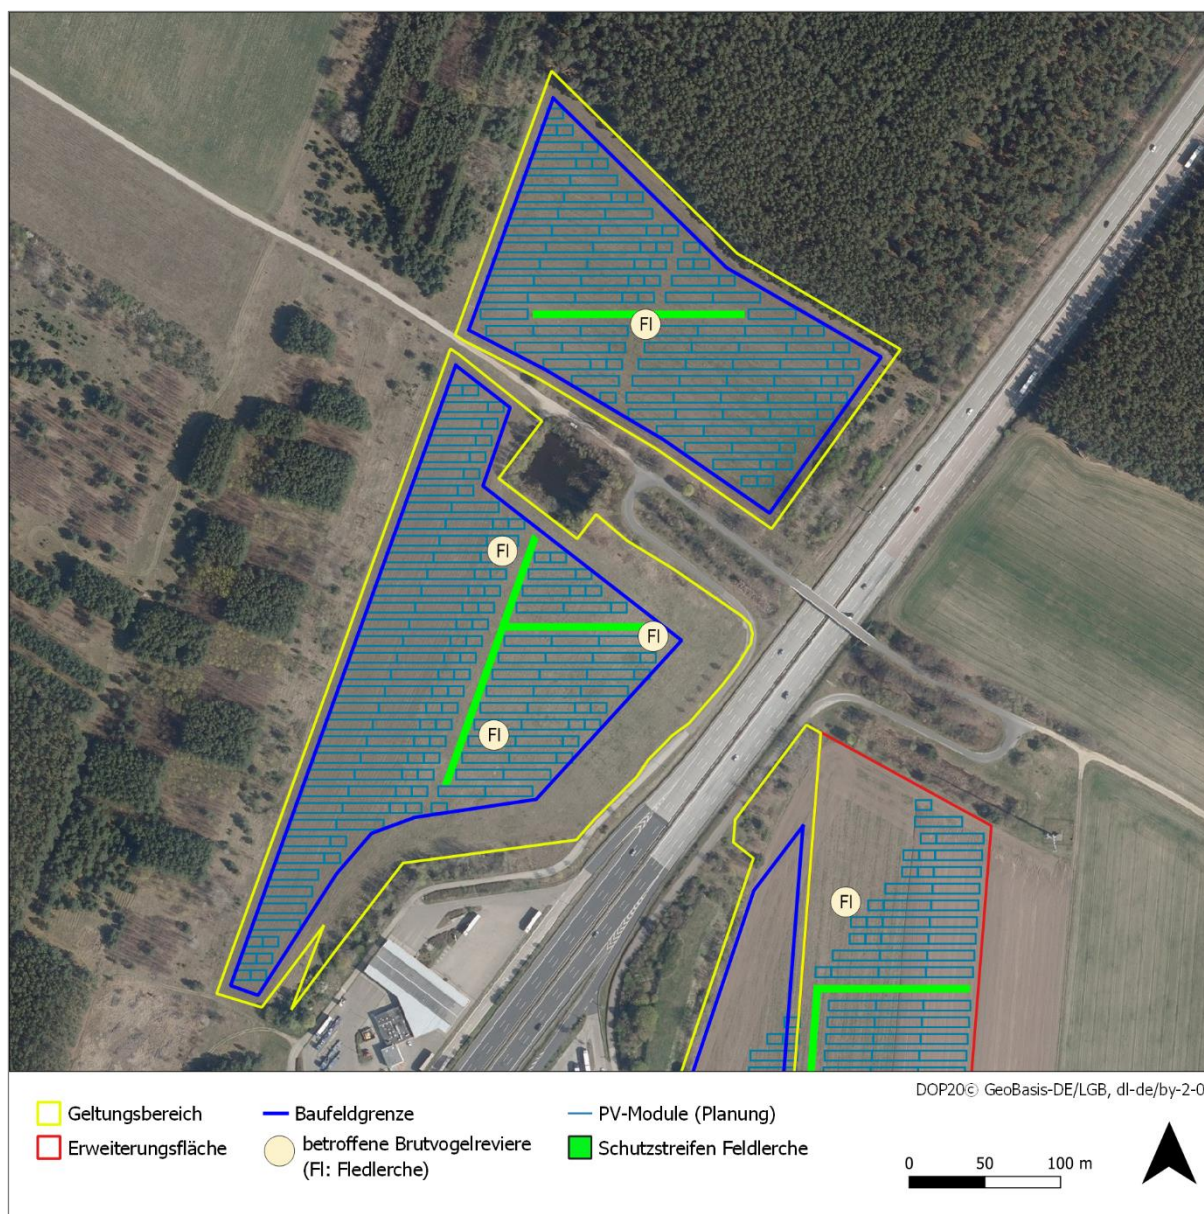 Fl
Fl
Fl
Fl
Fl
DOP20© GeoBasis-DE/LGB, dl-de/by-2-0
Geltungsbereich
Baufeldgrenze
PV-Module (Planung)
Erweiterungsfläche
betroffene Brutvogelreviere
(Fl: Fledlerche)
Schutzstreifen Feldlerche
0 50 100 m